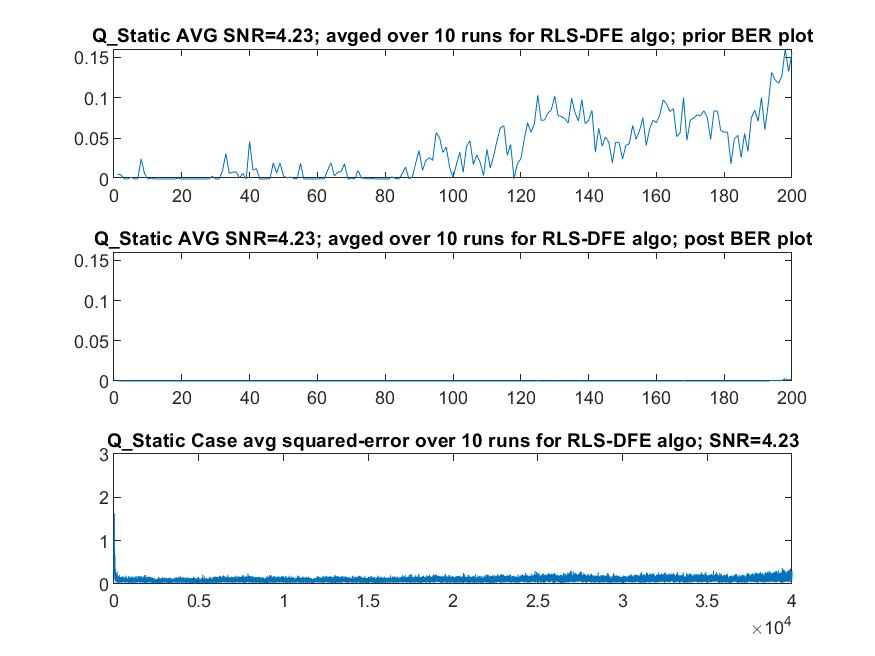 Q_Static AVG SNR=4.23; avged over 10 runs for RLS-DFE algo; prior BER plot
0.15
0.1
0.05
0
0 20 40 60 80 100 120 140 160 180 200
Q_Static AVG SNR=4.23; avged over 10 runs for RLS-DFE algo; post BER plot
0.15
0.1
0.05
0
0 20 40 60 80 100 120 140 160 180 200
Q_Static Case avg squared-error over 10 runs for RLS-DFE algo; SNR=4.23
3
2
1
0
0 0.5 1 1.5 2 2.5 3 3.5 4
×10⁴